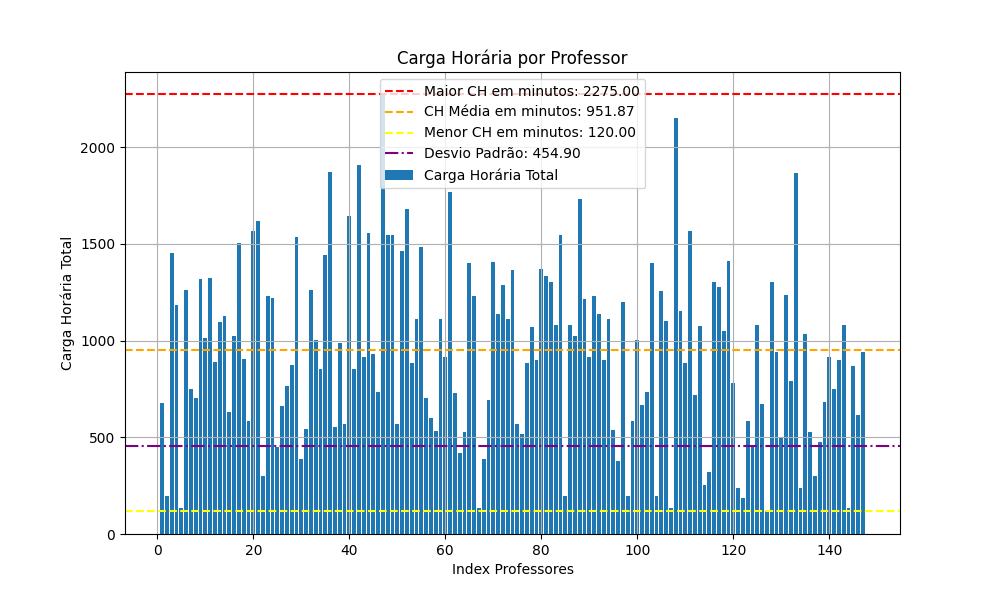 Carga Horária por Professor
Maior CH em minutos: 2275.00
CH Média em minutos: 951.87
Menor CH em minutos: 120.00
Desvio Padrão: 454.90
Carga Horária Total
Carga Horária Total
2000
1500
1000
500
0
0 20 40 60 80 100 120 140
Index Professores